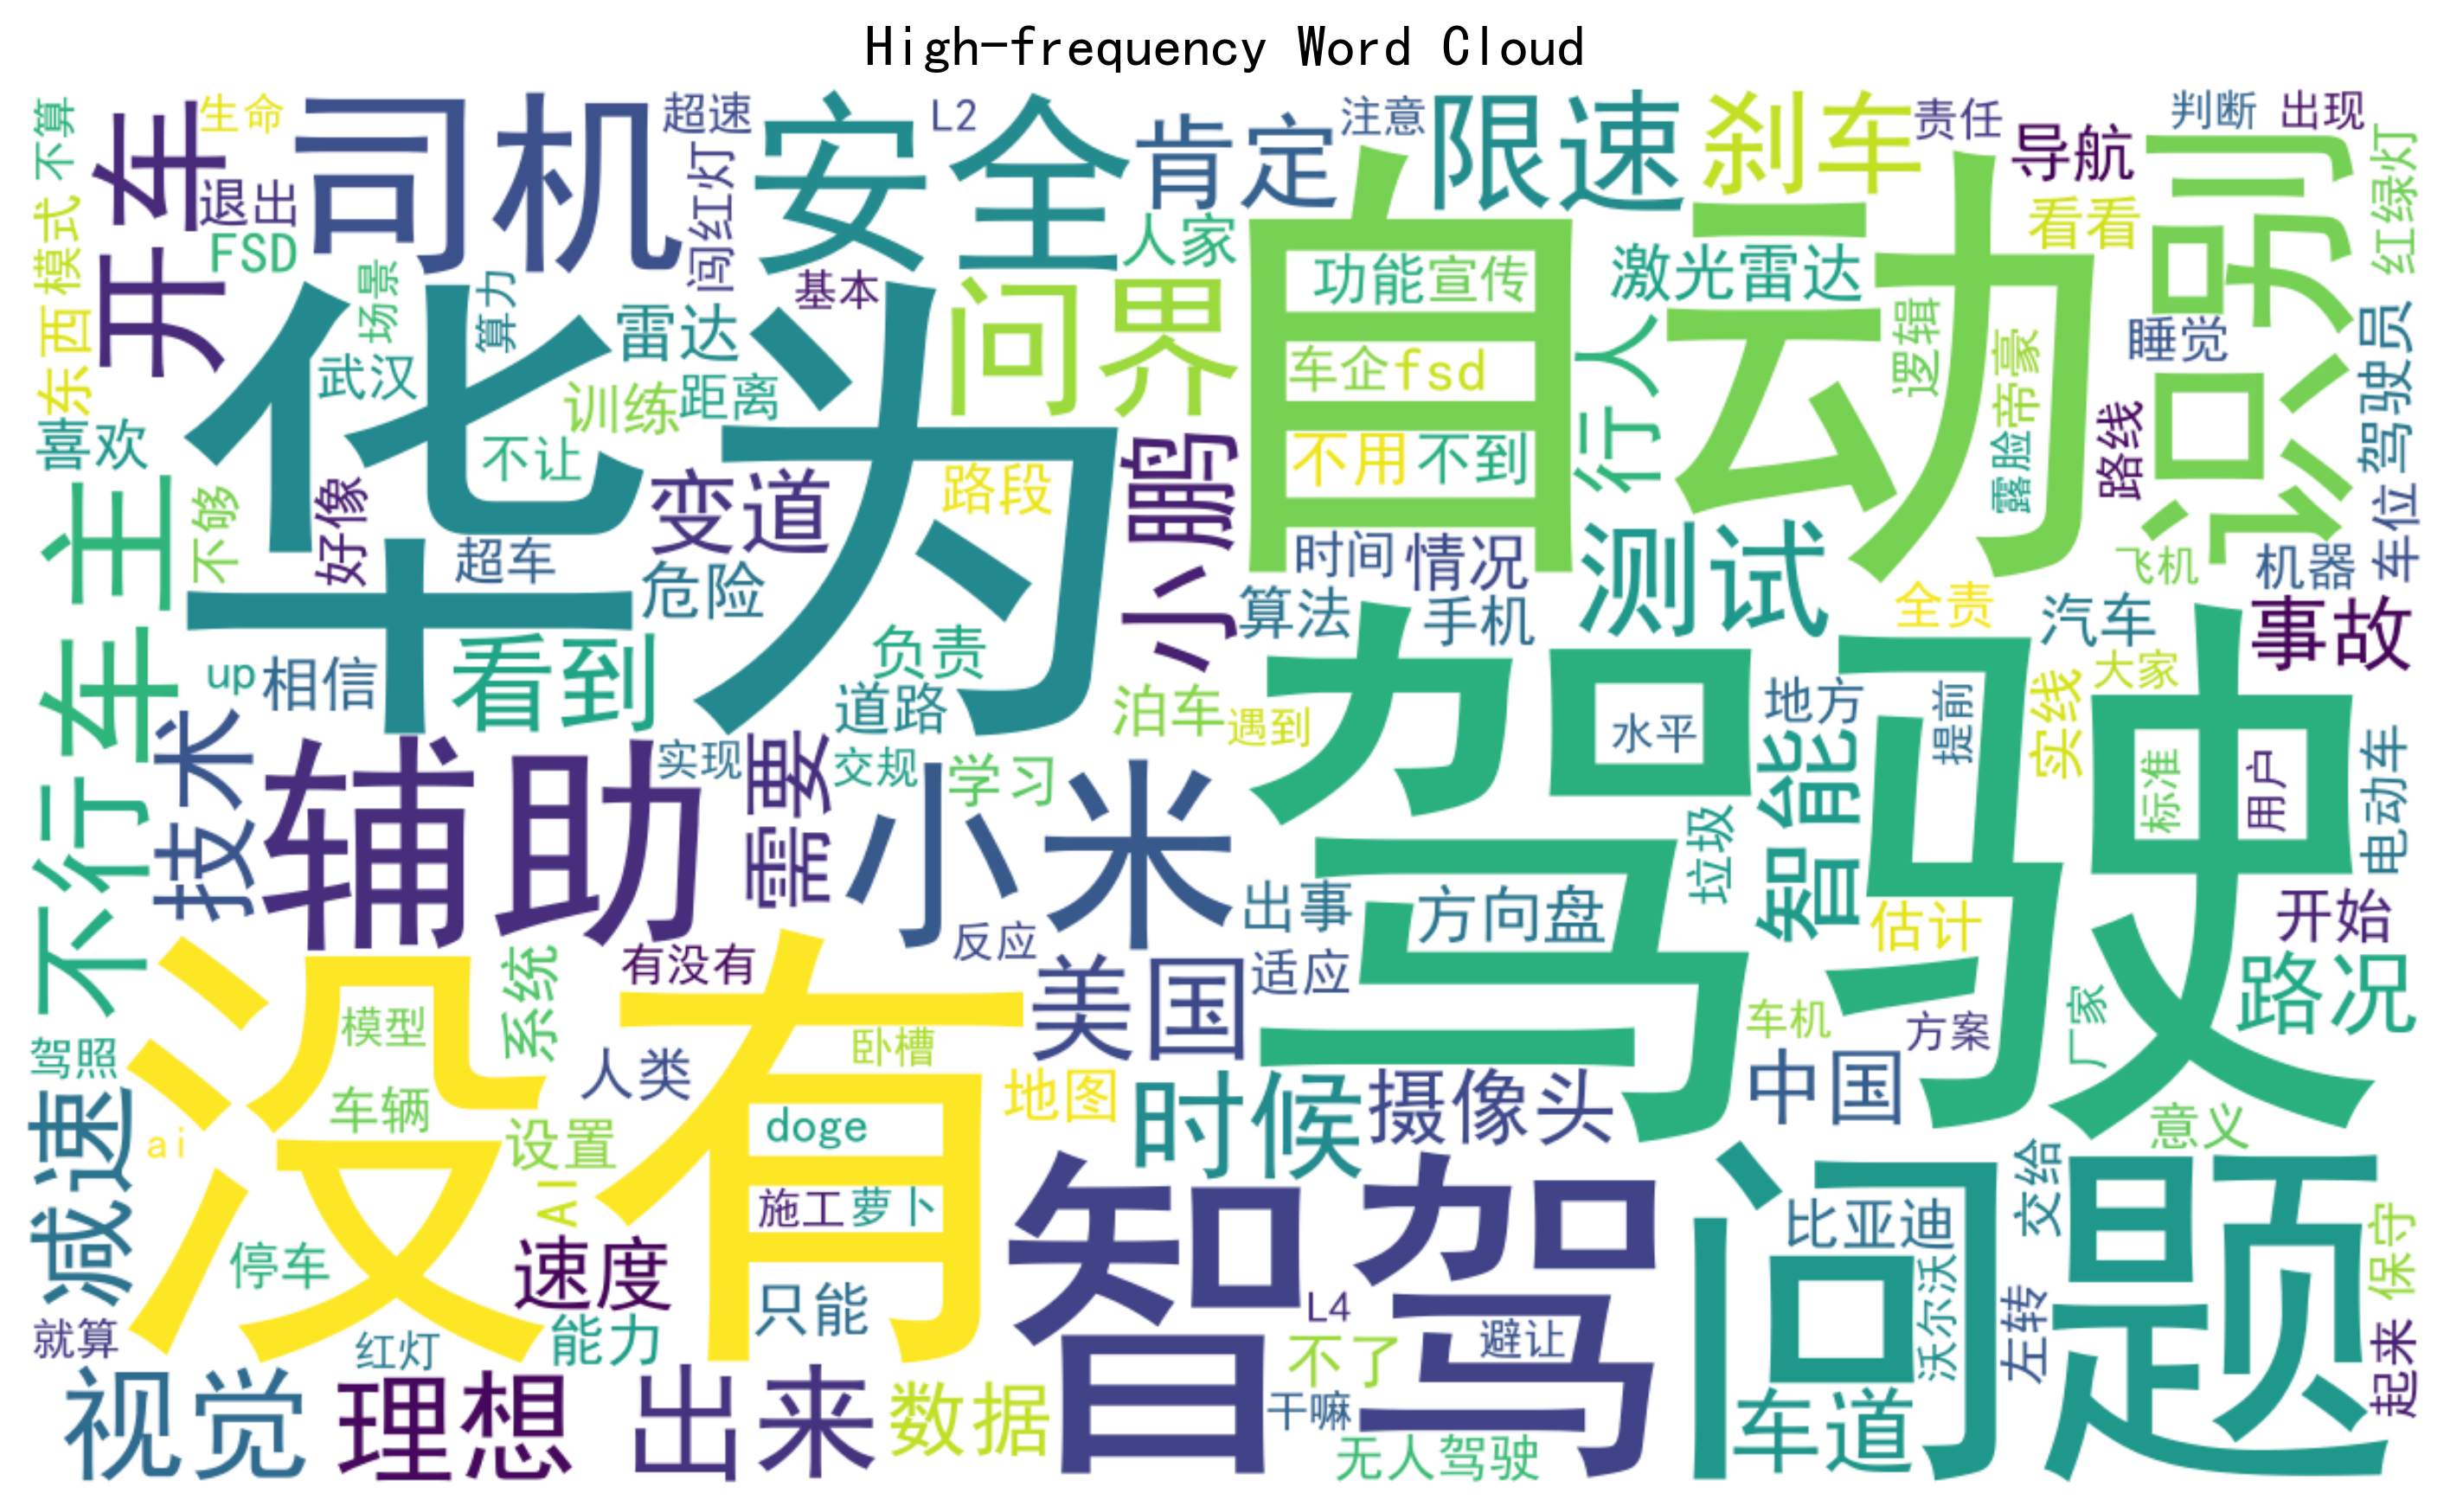 High-frequency Word Cloud
不算
生命
司机
超速
安全
L2
肯定
注意
限速
刹车
责任
导航
判断
出现
开车
退出
FSD
闯红灯
人家
自动
看看
识别
红绿灯
模式
场景
算力
基本
问界
功能
宣传
激光雷达
逻辑
睡觉
驾驶员
东西
武汉
华为
雷达
训练
距离
车企
fsd
行人
帝豪
路线
喜欢
不让
不用
不到
露脸
不够
好像
变道
路段
小鹏
测试
飞机
机器
车位
超车
危险
时间
情况
算法
手机
全责
汽车
事故
车主
up
相信
看到
负责
道路
泊车
遇到
驾驶
水平
地方
提前
实线
大家
技术
辅助
实现
需要
交规
学习
小米
垃圾
智能
标准
用户
电动车
不行
出事
方向盘
估计
开始
没有
系统
有没有
反应
美国
适应
车机
方案
厂家
路况
驾照
模型
人类
卧槽
地图
时候
摄像头
中国
意义
减速
ai
车辆
设置
doge
AI
施工
萝卜
智驾
问题
比亚迪
交给
停车
速度
只能
L4
沃尔沃
左转
保守
就算
红灯
能力
不了
避让
起来
视觉
理想
出来
数据
干嘛
无人驾驶
车道